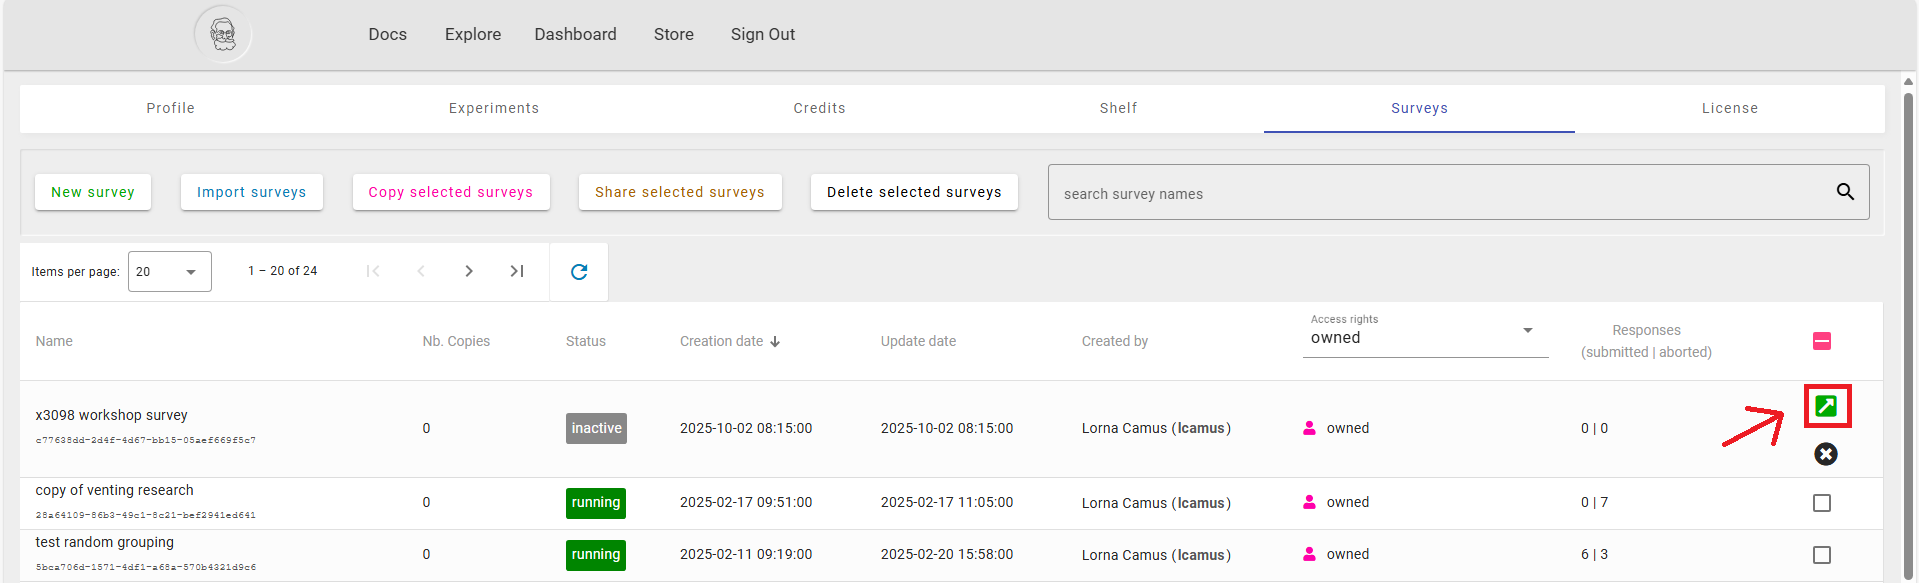 Docs Explore Dashboard Store Sign Out
Profile Experiments Credits Shelf Surveys License
New survey Import surveys Copy selected surveys Share selected surveys Delete selected surveys search survey names
Items per page: 20 1 – 20 of 24
Name Nb. Copies Status Creation date Update date Created by Access rights owned Responses (submitted | aborted)
x3098 workshop survey
c77638dd-2d4f-4d67-bb15-05aef669f5c7
0 inactive 2025-10-02 08:15:00 2025-10-02 08:15:00 Lorna Camus (lcamus) owned 0 | 0
copy of venting research
28a64109-86b3-49c1-8c21-bef2941ed641
0 running 2025-02-17 09:51:00 2025-02-17 11:05:00 Lorna Camus (lcamus) owned 0 | 7
test random grouping
5bca706d-1571-4df1-a68a-570b4321d9c6
0 running 2025-02-11 09:19:00 2025-02-20 15:58:00 Lorna Camus (lcamus) owned 6 | 3